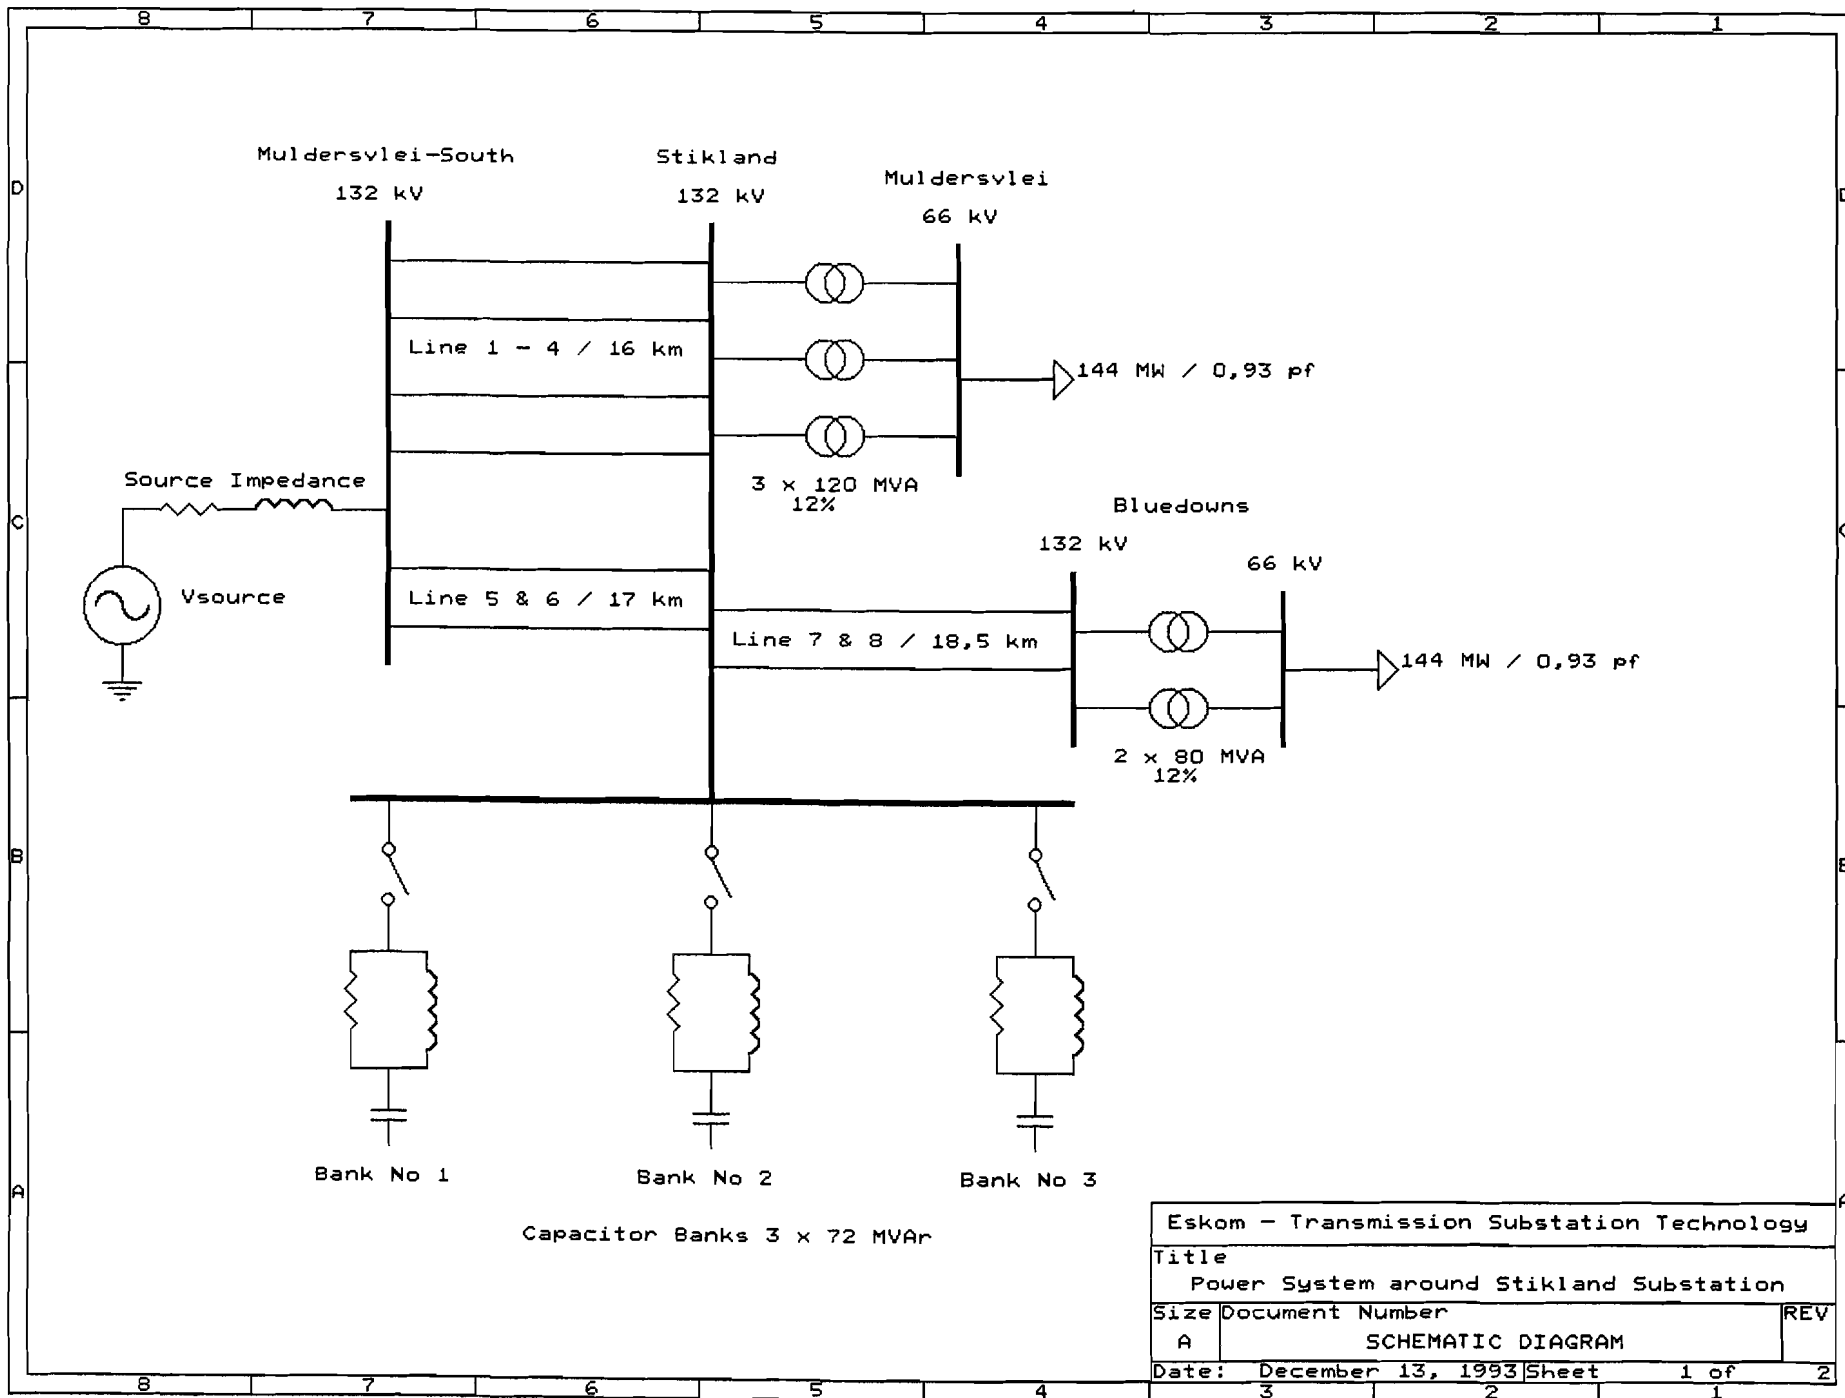 8 7 6 5 4 3 2 1
Muldersvlei-South
132 kV
Stikland
132 kV
Muldersvlei
66 kV
D
D
Line 1 - 4 / 16 km
144 MW / 0,93 pf
Source Impedance
3 x 120 MVA
12%
Bluedowns
132 kV
66 kV
C
Vsource
Line 5 & 6 / 17 km
Line 7 & 8 / 18,5 km
144 MW / 0,93 pf
2 x 80 MVA
12%
B
Bank No 1
Bank No 2
Bank No 3
A
Capacitor Banks 3 x 72 MVAr
Eskom - Transmission Substation Technology
Title
Power System around Stikland Substation
Size Document Number REV
A SCHEMATIC DIAGRAM
Date: December 13, 1993 Sheet 1 of 2
8 7 6 5 4 3 2 1